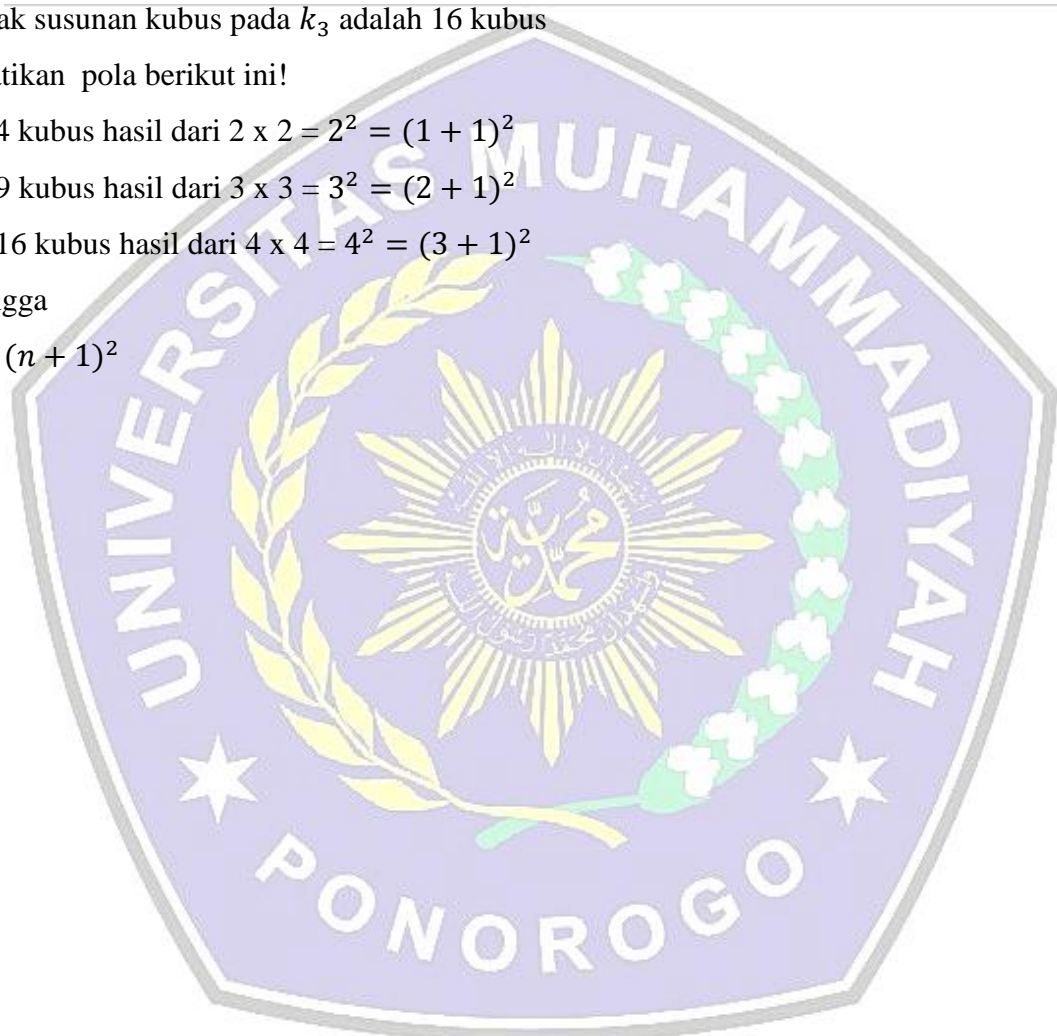 ak susunan kubus pada 𝑘₃ adalah 16 kubus
tikan pola berikut ini!
4 kubus hasil dari 2 x 2 = 2² = (1 + 1)²
9 kubus hasil dari 3 x 3 = 3² = (2 + 1)²
16 kubus hasil dari 4 x 4 = 4² = (3 + 1)²
ngga
(𝑛 + 1)²
UNIVERSITAS MUHAMMADIYAH
محمدية
PONOROGO